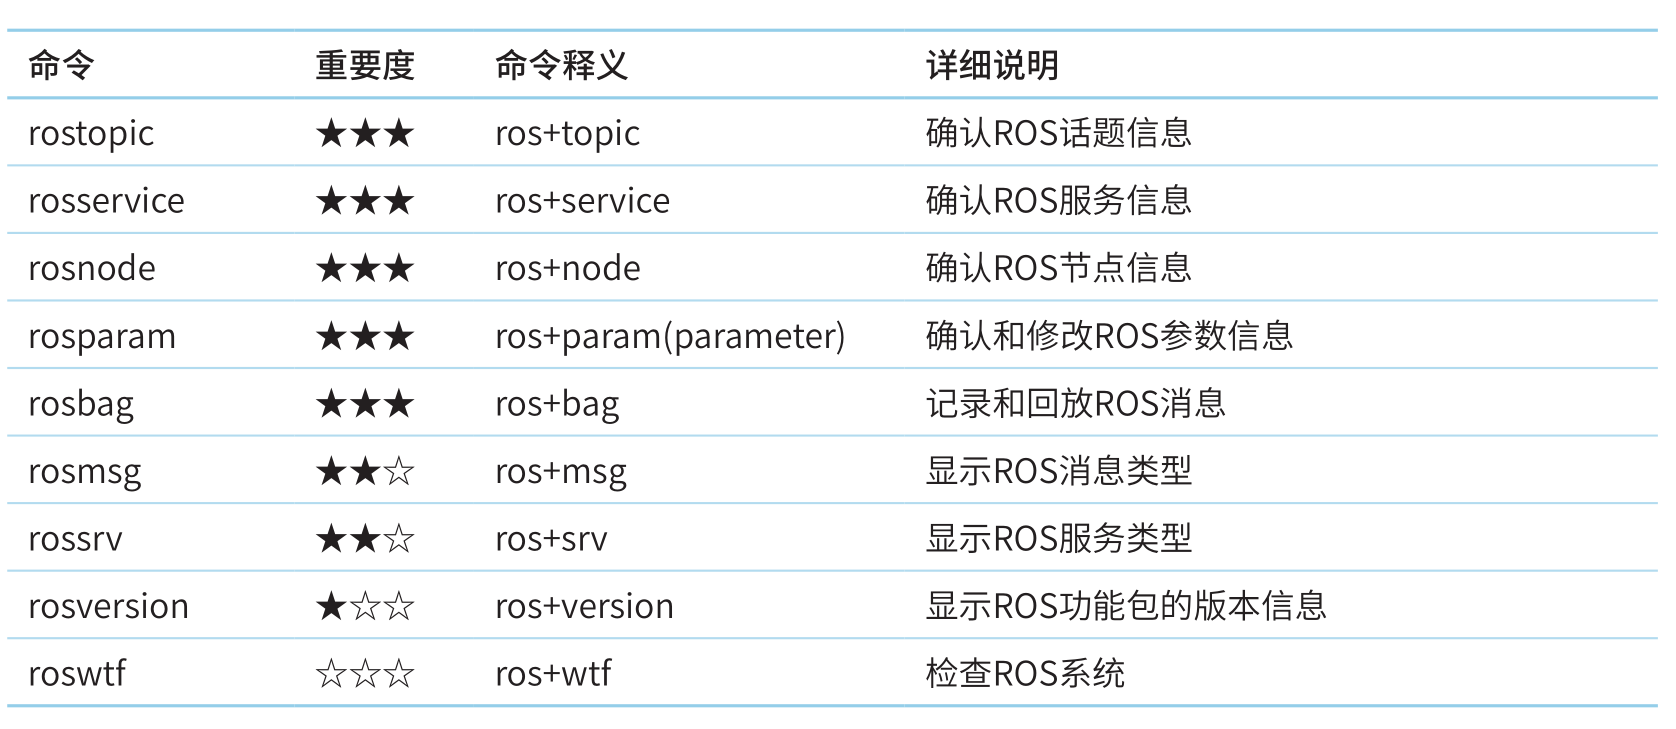 命令 重要度 命令释义 详细说明
rostopic ★★★ ros+topic 确认ROS话题信息
rosservice ★★★ ros+service 确认ROS服务信息
rosnode ★★★ ros+node 确认ROS节点信息
rosparam ★★★ ros+param(parameter) 确认和修改ROS参数信息
rosbag ★★★ ros+bag 记录和回放ROS消息
rosmsg ★★☆ ros+msg 显示ROS消息类型
rossrv ★★☆ ros+srv 显示ROS服务类型
rosversion ★☆☆ ros+version 显示ROS功能包的版本信息
roswtf ☆☆☆ ros+wtf 检查ROS系统